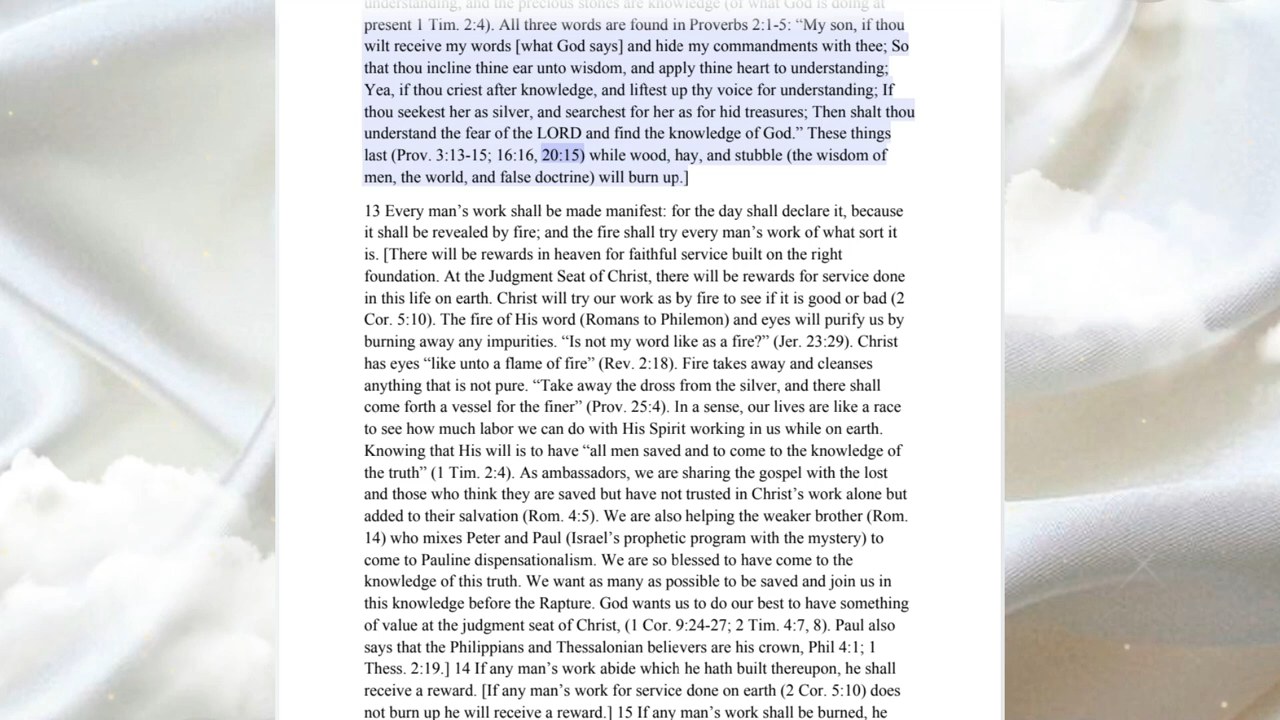 understanding, and the precious stones are knowledge (of what God is doing at
present 1 Tim. 2:4). All three words are found in Proverbs 2:1-5: “My son, if thou
wilt receive my words [what God says] and hide my commandments with thee; So
that thou incline thine ear unto wisdom, and apply thine heart to understanding;
Yea, if thou criest after knowledge, and liftest up thy voice for understanding; If
thou seekest her as silver, and searchest for her as for hid treasures; Then shalt thou
understand the fear of the LORD and find the knowledge of God.” These things
last (Prov. 3:13-15; 16:16, 20:15) while wood, hay, and stubble (the wisdom of
men, the world, and false doctrine) will burn up.]
13 Every man’s work shall be made manifest: for the day shall declare it, because
it shall be revealed by fire; and the fire shall try every man’s work of what sort it
is. [There will be rewards in heaven for faithful service built on the right
foundation. At the Judgment Seat of Christ, there will be rewards for service done
in this life on earth. Christ will try our work as by fire to see if it is good or bad (2
Cor. 5:10). The fire of His word (Romans to Philemon) and eyes will purify us by
burning away any impurities. “Is not my word like as a fire?” (Jer. 23:29). Christ
has eyes “like unto a flame of fire” (Rev. 2:18). Fire takes away and cleanses
anything that is not pure. “Take away the dross from the silver, and there shall
come forth a vessel for the finer” (Prov. 25:4). In a sense, our lives are like a race
to see how much labor we can do with His Spirit working in us while on earth.
Knowing that His will is to have “all men saved and to come to the knowledge of
the truth” (1 Tim. 2:4). As ambassadors, we are sharing the gospel with the lost
and those who think they are saved but have not trusted in Christ’s work alone but
added to their salvation (Rom. 4:5). We are also helping the weaker brother (Rom.
14) who mixes Peter and Paul (Israel’s prophetic program with the mystery) to
come to Pauline dispensationalism. We are so blessed to have come to the
knowledge of this truth. We want as many as possible to be saved and join us in
this knowledge before the Rapture. God wants us to do our best to have something
of value at the judgment seat of Christ, (1 Cor. 9:24-27; 2 Tim. 4:7, 8). Paul also
says that the Philippians and Thessalonian believers are his crown, Phil 4:1; 1
Thess. 2:19.] 14 If any man’s work abide which he hath built thereupon, he shall
receive a reward. [If any man’s work for service done on earth (2 Cor. 5:10) does
not burn up he will receive a reward.] 15 If any man’s work shall be burned, he